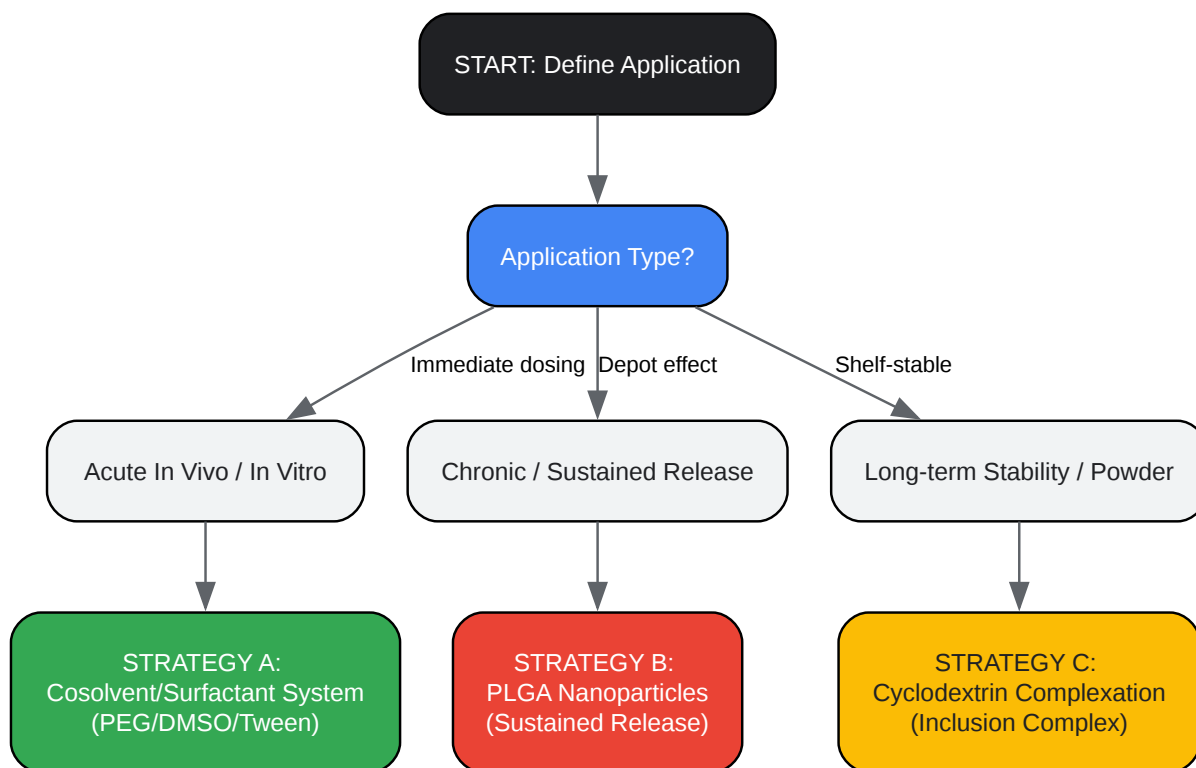 START: Define Application
Application Type?
Immediate dosing
Depot effect
Shelf-stable
Acute In Vivo / In Vitro
Chronic / Sustained Release
Long-term Stability / Powder
STRATEGY A:
Cosolvent/Surfactant System
(PEG/DMSO/Tween)
STRATEGY B:
PLGA Nanoparticles
(Sustained Release)
STRATEGY C:
Cyclodextrin Complexation
(Inclusion Complex)